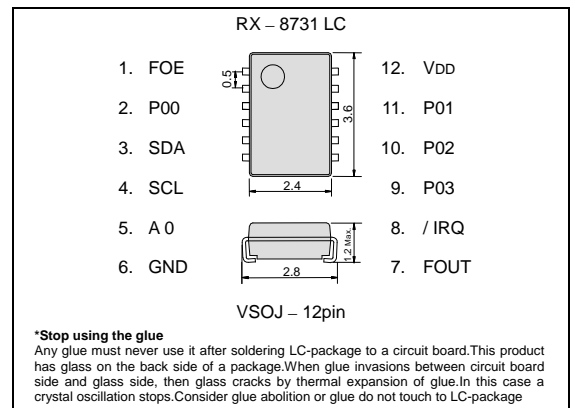 RX – 8731 LC
1. FOE
2. P00
3. SDA
4. SCL
5. A 0
6. GND
0.5
3.6
2.4
1.2 Max.
2.8
12. VDD
11. P01
10. P02
9. P03
8. / IRQ
7. FOUT
VSOJ – 12pin
*Stop using the glue
Any glue must never use it after soldering LC-package to a circuit board.This product
has glass on the back side of a package.When glue invasions between circuit board
side and glass side, then glass cracks by thermal expansion of glue.In this case a
crystal oscillation stops.Consider glue abolition or glue do not touch to LC-package